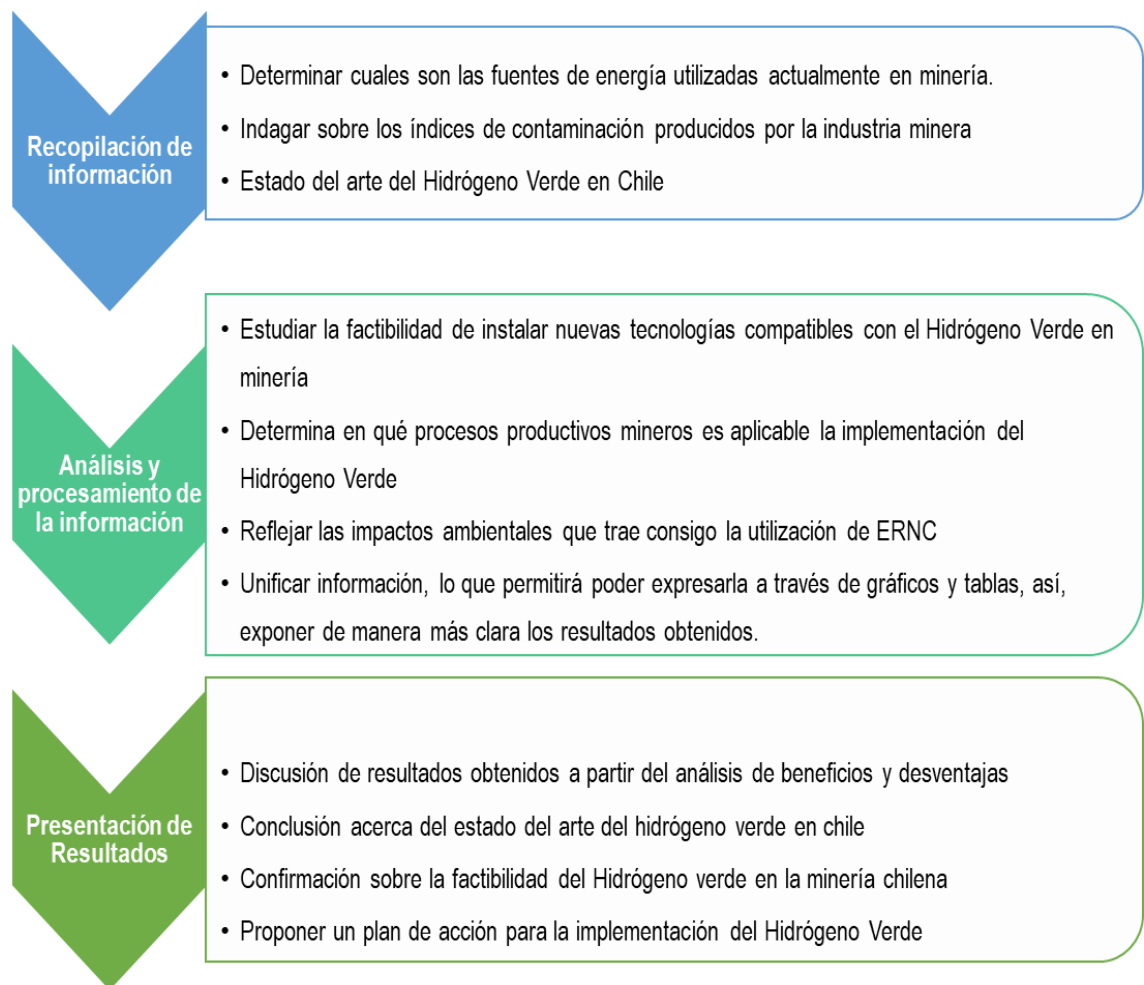 Recopilación de
información
• Determinar cuales son las fuentes de energía utilizadas actualmente en minería.
• Indagar sobre los índices de contaminación producidos por la industria minera
• Estado del arte del Hidrógeno Verde en Chile
Análisis y
procesamiento de
la información
• Estudiar la factibilidad de instalar nuevas tecnologías compatibles con el Hidrógeno Verde en
minería
• Determina en qué procesos productivos mineros es aplicable la implementación del
Hidrógeno Verde
• Reflejar las impactos ambientales que trae consigo la utilización de ERNC
• Unificar información, lo que permitirá poder expresarla a través de gráficos y tablas, así,
exponer de manera más clara los resultados obtenidos.
Presentación de
Resultados
• Discusión de resultados obtenidos a partir del análisis de beneficios y desventajas
• Conclusión acerca del estado del arte del hidrógeno verde en chile
• Confirmación sobre la factibilidad del Hidrógeno verde en la minería chilena
• Proponer un plan de acción para la implementación del Hidrógeno Verde